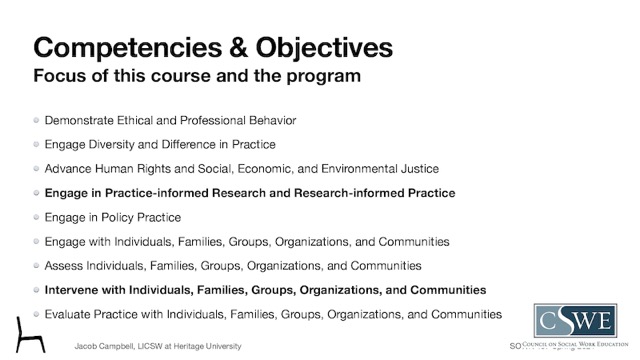 Competencies & Objectives
Focus of this course and the program
Demonstrate Ethical and Professional Behavior
Engage Diversity and Difference in Practice
Advance Human Rights and Social, Economic, and Environmental Justice
Engage in Practice-informed Research and Research-informed Practice
Engage in Policy Practice
Engage with Individuals, Families, Groups, Organizations, and Communities
Assess Individuals, Families, Groups, Organizations, and Communities
Intervene with Individuals, Families, Groups, Organizations, and Communities
Evaluate Practice with Individuals, Families, Groups, Organizations, and Communities
CSWE
COUNCIL ON SOCIAL WORK EDUCATION
Jacob Campbell, LICSW at Heritage University